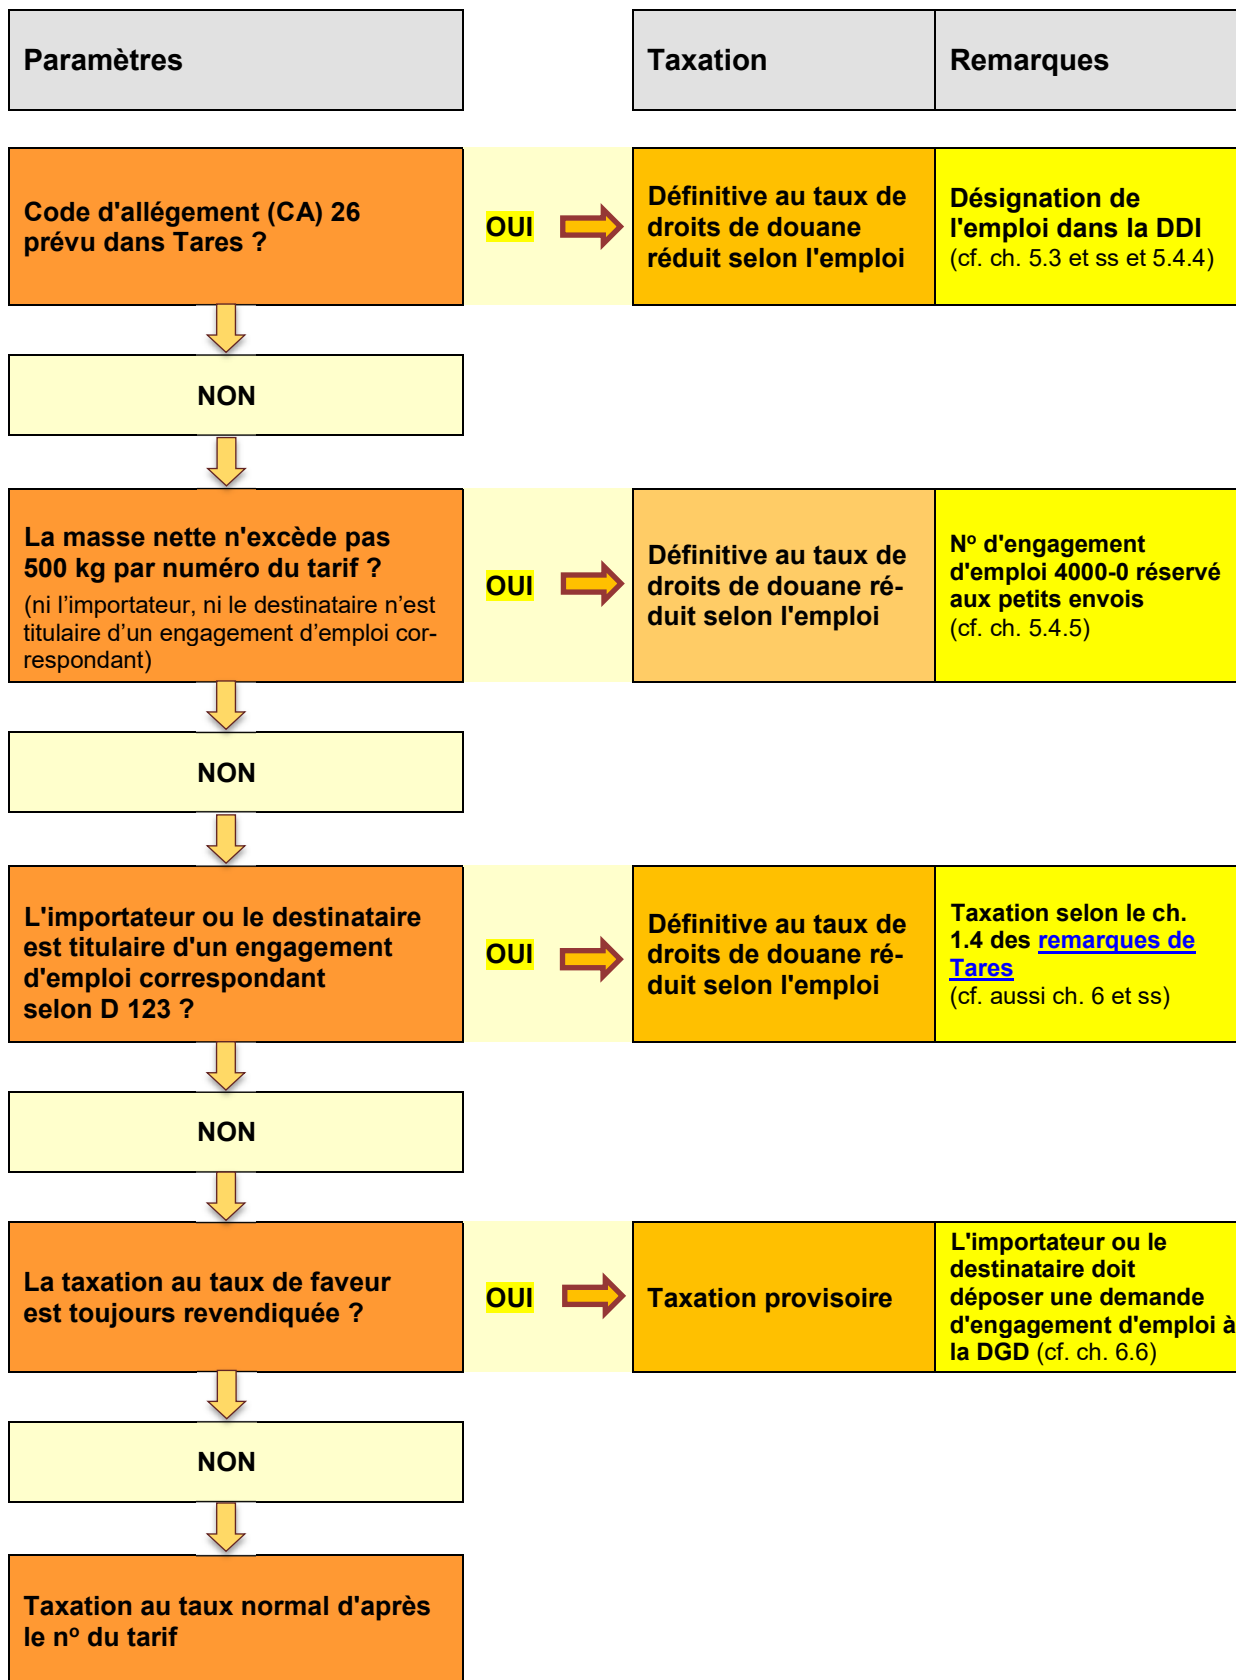 Paramètres
Taxation
Remarques
Code d'allégement (CA) 26
prévu dans Tares ?
OUI
Définitive au taux de
droits de douane
réduit selon l'emploi
Désignation de
l'emploi dans la DDI
(cf. ch. 5.3 et ss et 5.4.4)
NON
La masse nette n'excède pas
500 kg par numéro du tarif ?
(ni l’importateur, ni le destinataire n’est
titulaire d’un engagement d’emploi cor-
respondant)
OUI
Définitive au taux de
droits de douane ré-
duit selon l'emploi
Nº d'engagement
d'emploi 4000-0 réservé
aux petits envois
(cf. ch. 5.4.5)
NON
L'importateur ou le destinataire
est titulaire d'un engagement
d'emploi correspondant
selon D 123 ?
OUI
Définitive au taux de
droits de douane ré-
duit selon l'emploi
Taxation selon le ch.
1.4 des remarques de
Tares
(cf. aussi ch. 6 et ss)
NON
La taxation au taux de faveur
est toujours revendiquée ?
OUI
Taxation provisoire
L'importateur ou le
destinataire doit
déposer une demande
d'engagement d'emploi à
la DGD (cf. ch. 6.6)
NON
Taxation au taux normal d'après
le nº du tarif